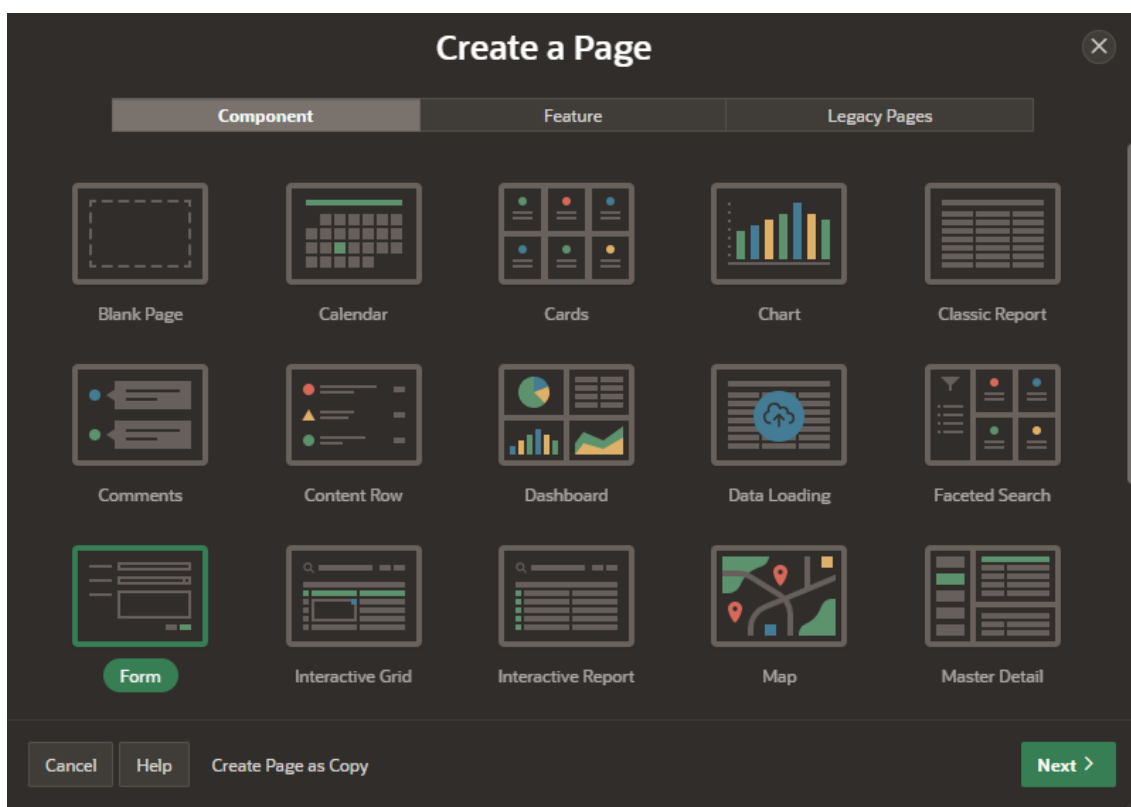 Create a Page
Component Feature Legacy Pages
Blank Page Calendar Cards Chart Classic Report
Comments Content Row Dashboard Data Loading Faceted Search
Form Interactive Grid Interactive Report Map Master Detail
Cancel Help Create Page as Copy Next